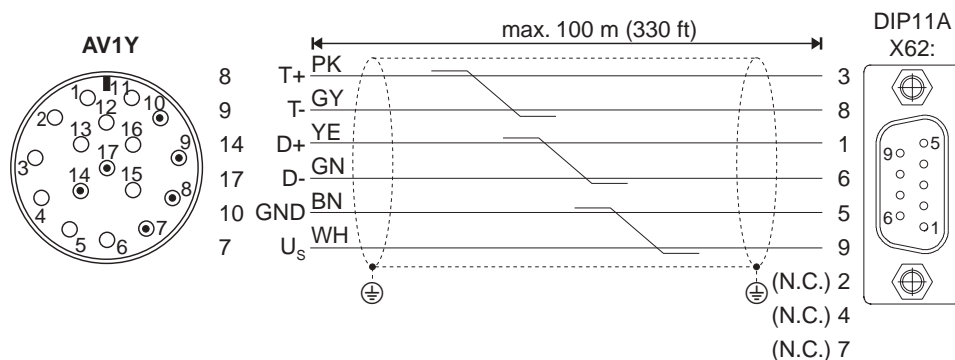 AV1Y
max. 100 m (330 ft)
DIP11A
X62:
8 T+ PK 3
9 T- GY 8
14 D+ YE 1
17 D- GN 6
10 GND BN 5
7 US WH 9
(N.C.) 2
(N.C.) 4
(N.C.) 7
1
11
10
2
12
13
16
9
3
17
14
15
8
4
7
5
6
9
5
6
1